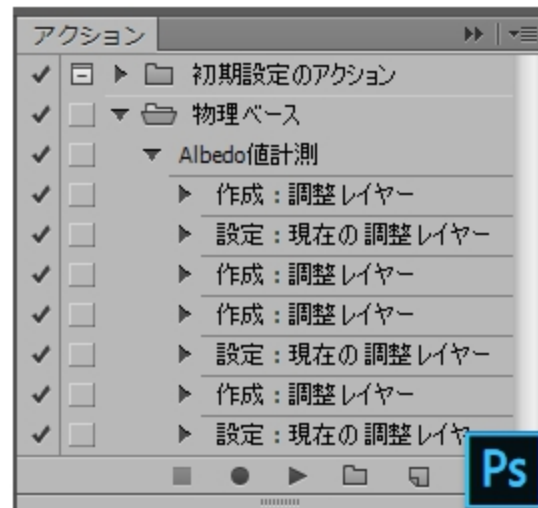 アクション
初期設定のアクション
物理ベース
Albedo値計測
作成：調整レイヤー
設定：現在の調整レイヤー
作成：調整レイヤー
作成：調整レイヤー
設定：現在の調整レイヤー
作成：調整レイヤー
設定：現在の調整レイヤ
Ps